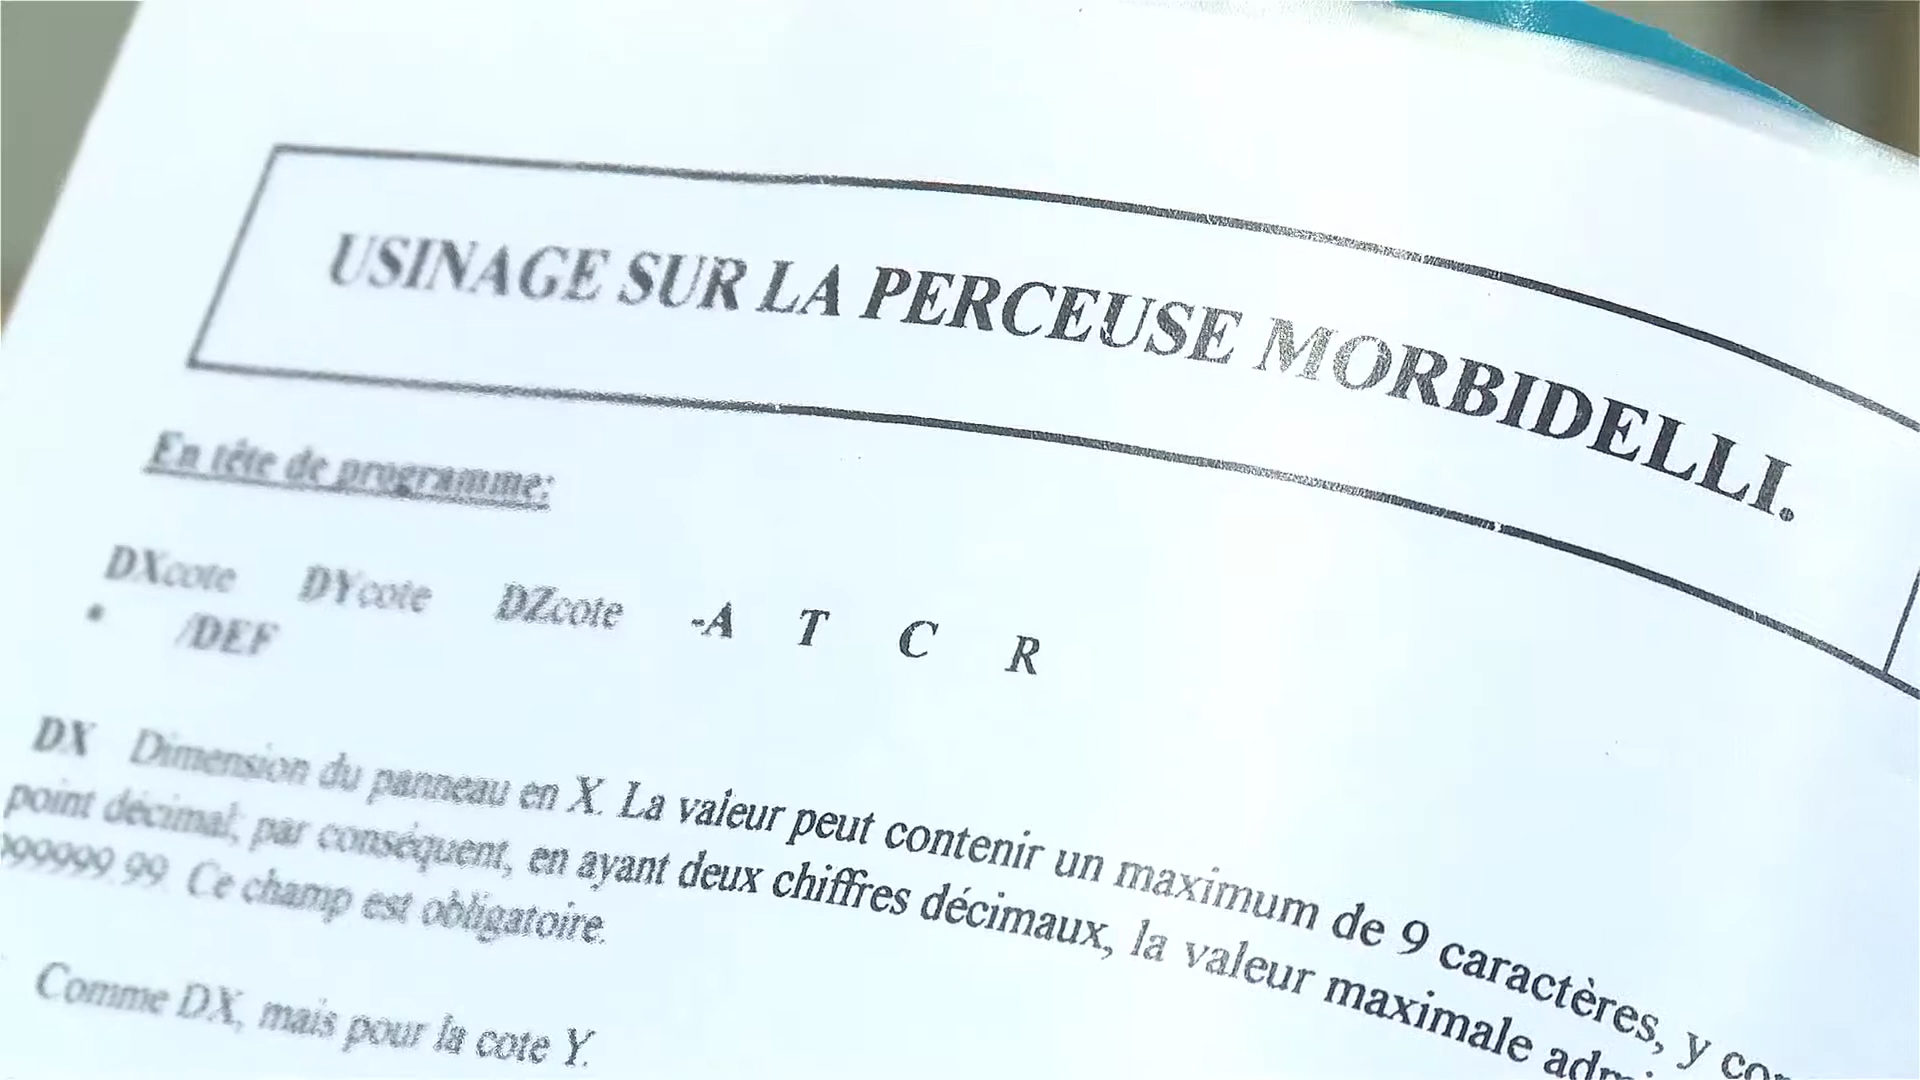 USINAGE SUR LA PERCEUSE MORBIDELLI.
En tête de programme:
DXcote DYcote DZcote -A T C R
* /DEF
DX Dimension du panneau en X. La valeur peut contenir un maximum de 9 caractères, y
point décimal; par conséquent, en ayant deux chiffres décimaux, la valeur maximale
999999.99. Ce champ est obligatoire.
Comme DX, mais pour la cote Y.